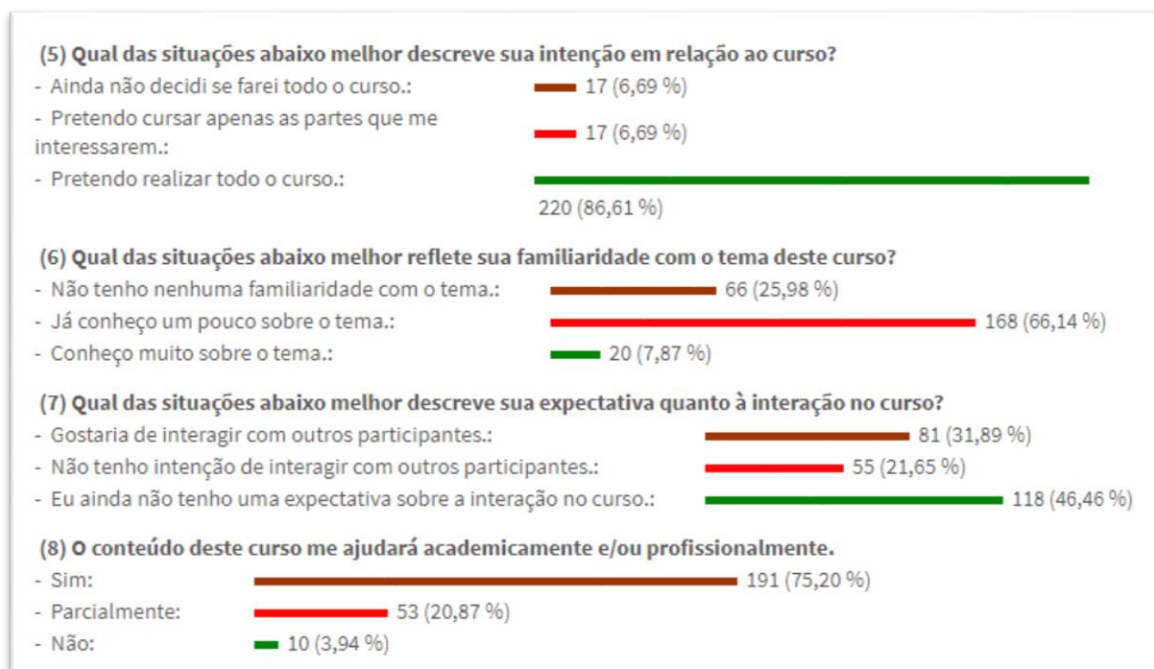 (5) Qual das situações abaixo melhor descreve sua intenção em relação ao curso?
- Ainda não decidi se farei todo o curso.: 17 (6,69 %)
- Pretendo cursar apenas as partes que me
interessarem.: 17 (6,69 %)
- Pretendo realizar todo o curso.:
220 (86,61 %)
(6) Qual das situações abaixo melhor reflete sua familiaridade com o tema deste curso?
- Não tenho nenhuma familiaridade com o tema.: 66 (25,98 %)
- Já conheço um pouco sobre o tema.: 168 (66,14 %)
- Conheço muito sobre o tema.: 20 (7,87 %)
(7) Qual das situações abaixo melhor descreve sua expectativa quanto à interação no curso?
- Gostaria de interagir com outros participantes.: 81 (31,89 %)
- Não tenho intenção de interagir com outros participantes.: 55 (21,65 %)
- Eu ainda não tenho uma expectativa sobre a interação no curso.: 118 (46,46 %)
(8) O conteúdo deste curso me ajudará academicamente e/ou profissionalmente.
- Sim: 191 (75,20 %)
- Parcialmente: 53 (20,87 %)
- Não: 10 (3,94 %)